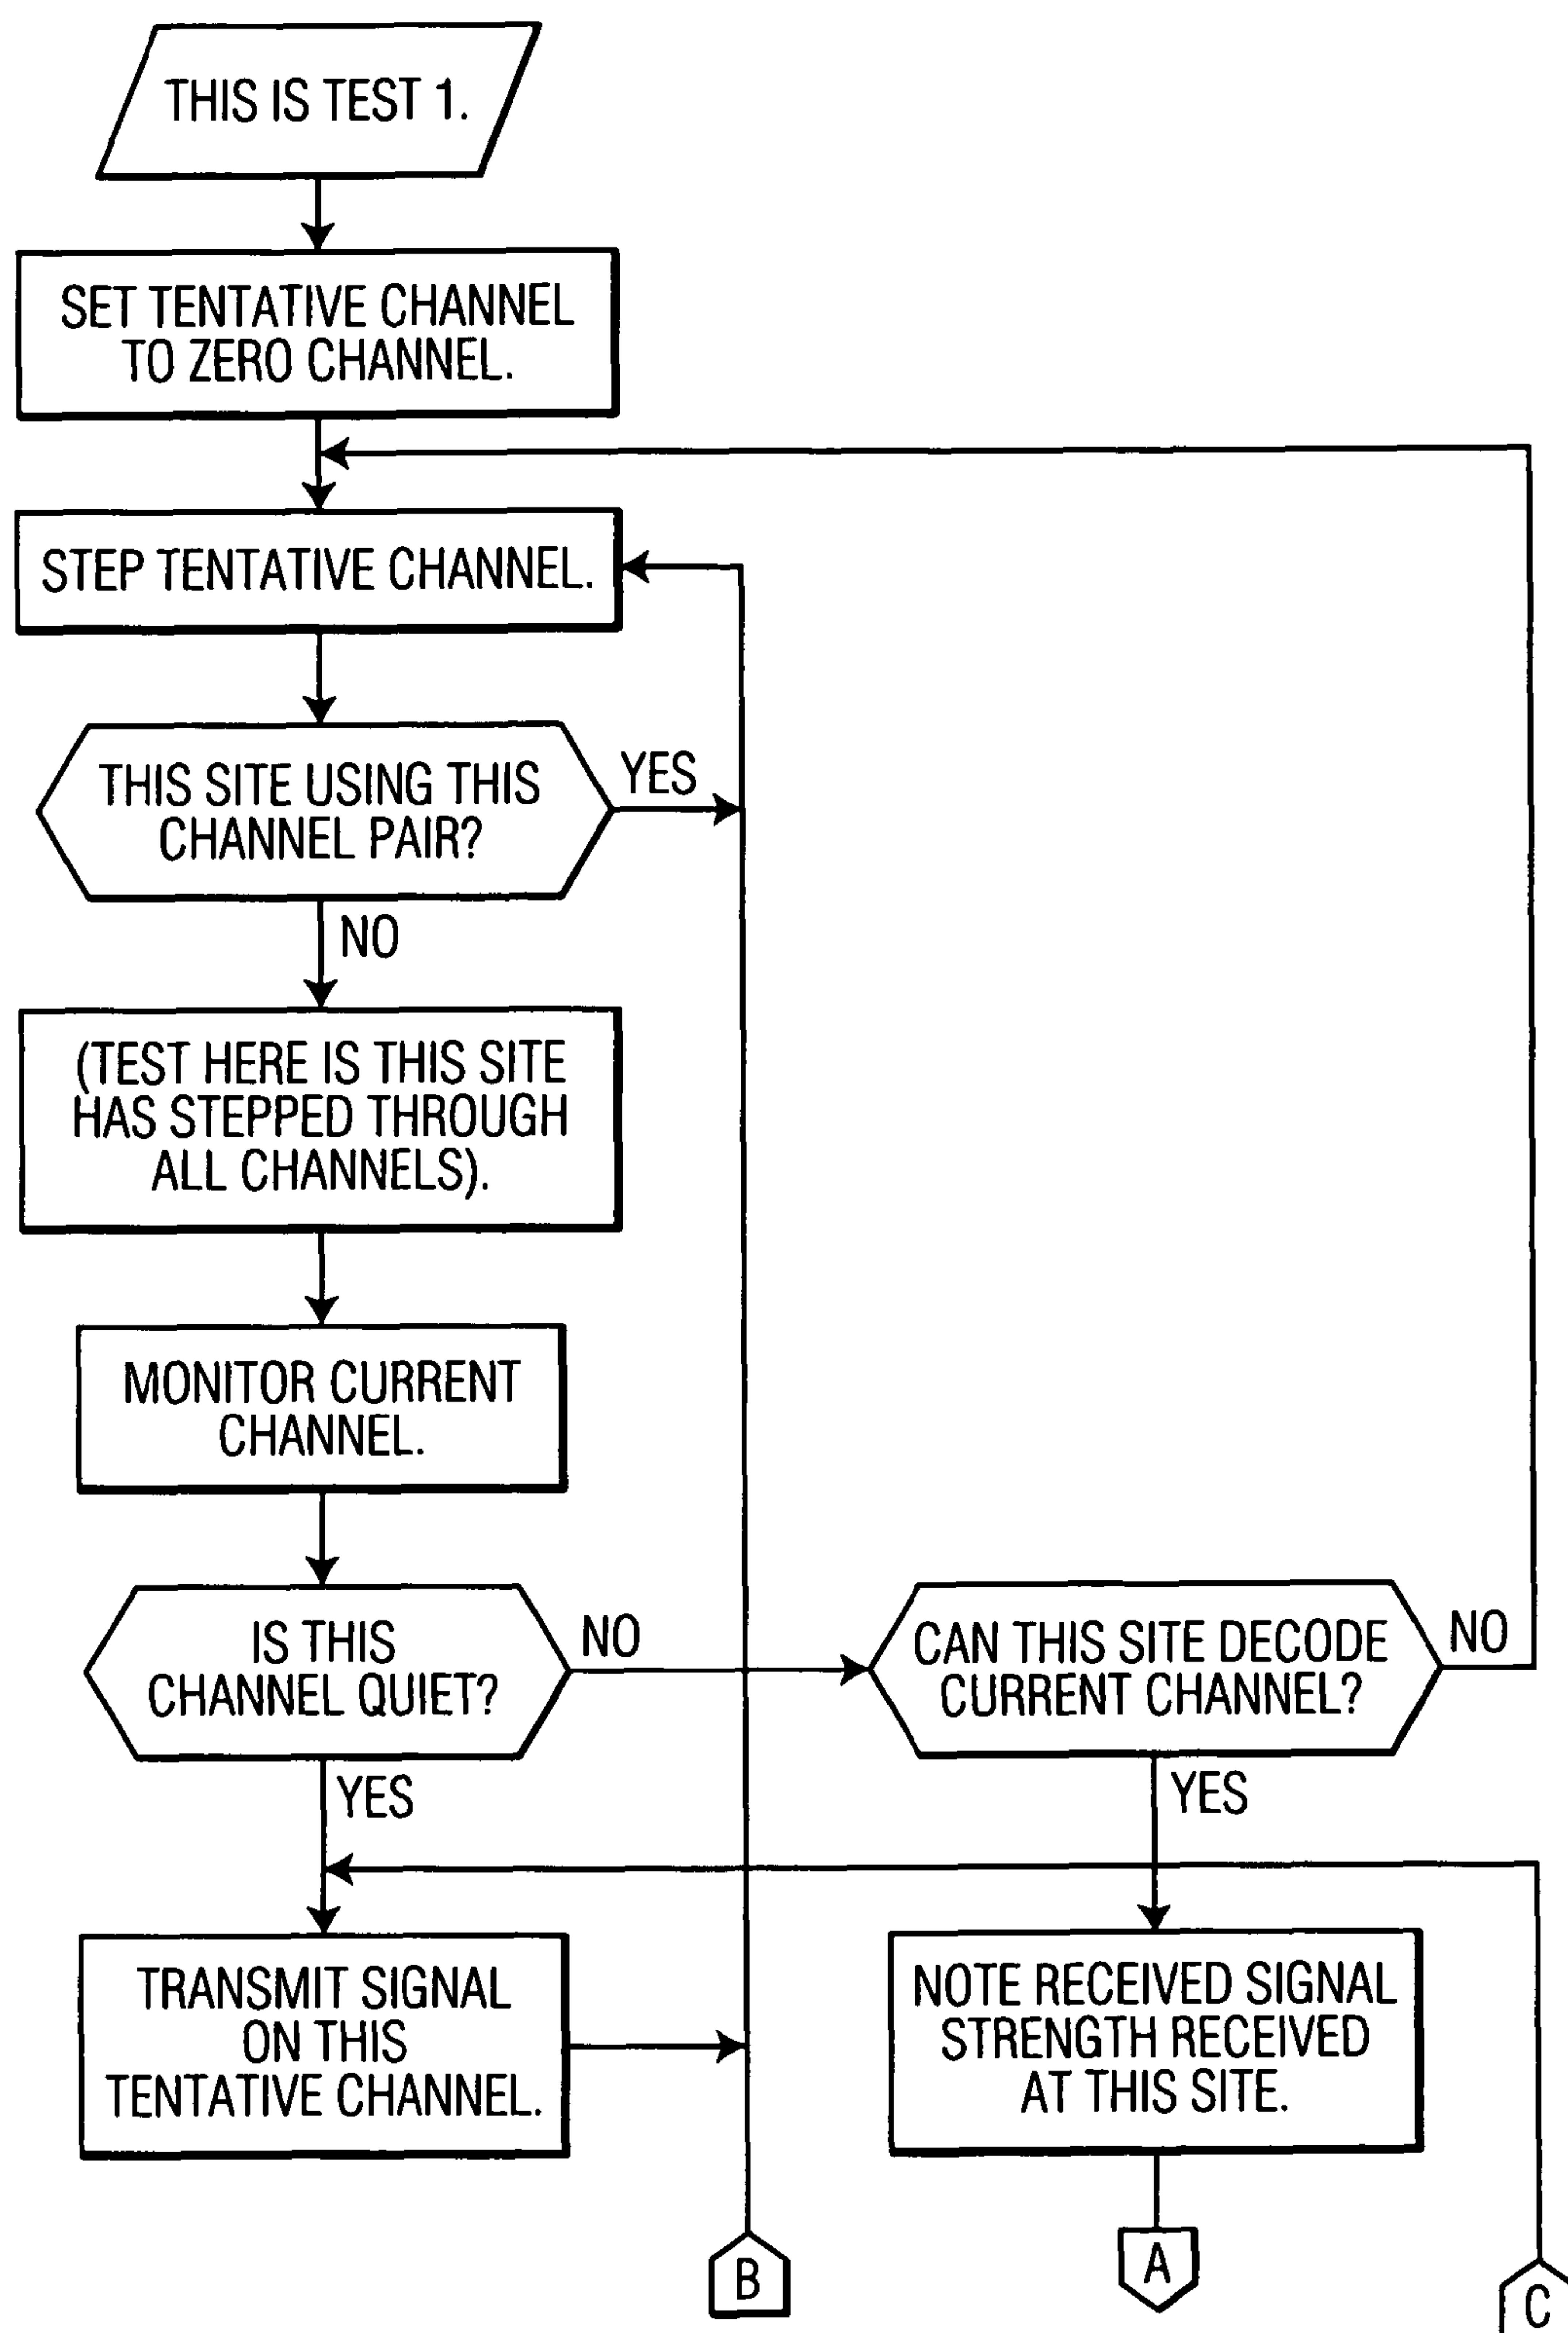 THIS IS TEST 1.
SET TENTATIVE CHANNEL
TO ZERO CHANNEL.
STEP TENTATIVE CHANNEL.
THIS SITE USING THIS
CHANNEL PAIR?
YES
NO
(TEST HERE IS THIS SITE
HAS STEPPED THROUGH
ALL CHANNELS).
MONITOR CURRENT
CHANNEL.
IS THIS
CHANNEL QUIET?
NO
YES
CAN THIS SITE DECODE
CURRENT CHANNEL?
NO
YES
TRANSMIT SIGNAL
ON THIS
TENTATIVE CHANNEL.
NOTE RECEIVED SIGNAL
STRENGTH RECEIVED
AT THIS SITE.
B
A
C